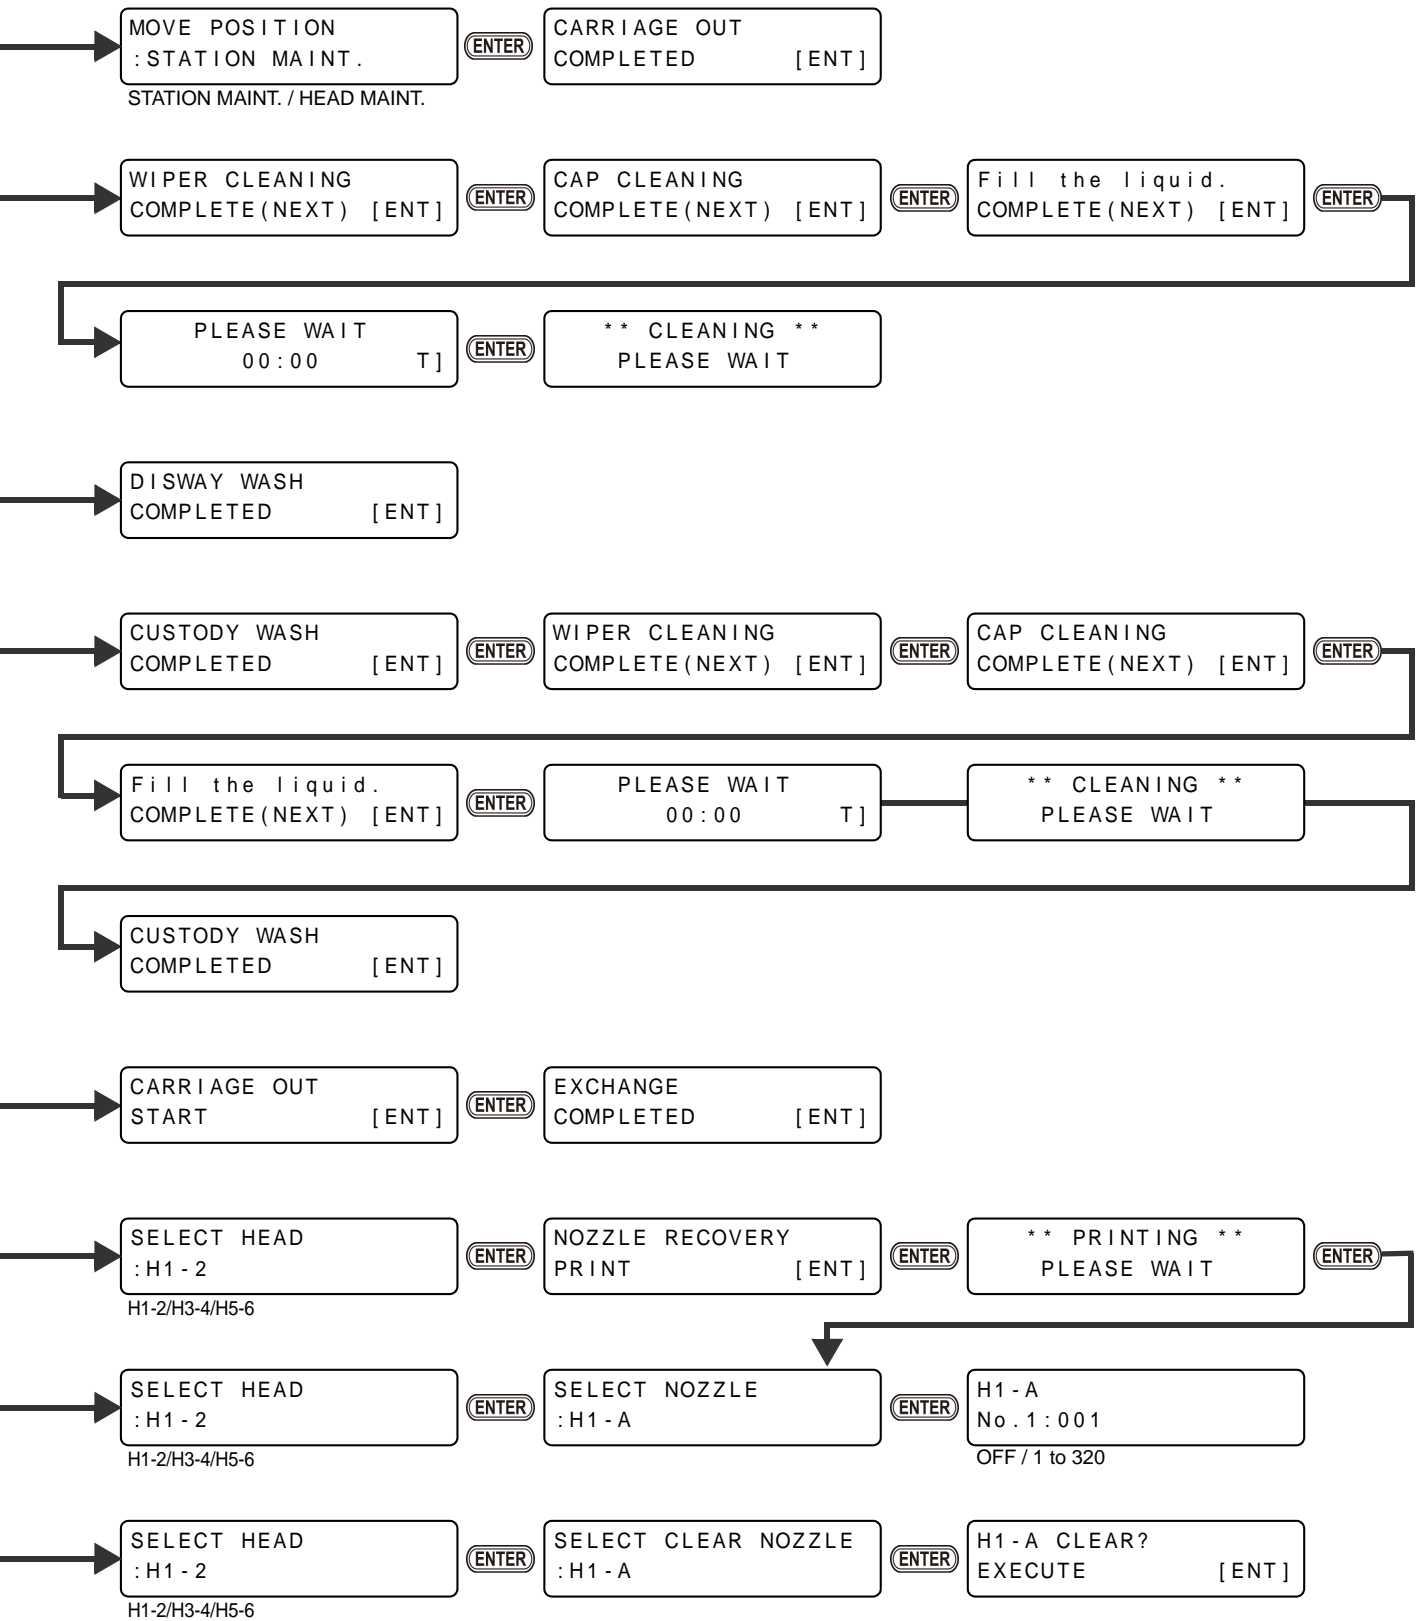 MOVE POSITION
:STATION MAINT.
ENTER
CARRIAGE OUT
COMPLETED [ENT]
STATION MAINT. / HEAD MAINT.
WIPER CLEANING
COMPLETE(NEXT) [ENT]
ENTER
CAP CLEANING
COMPLETE(NEXT) [ENT]
ENTER
Fill the liquid.
COMPLETE(NEXT) [ENT]
ENTER
PLEASE WAIT
00:00 T]
ENTER
** CLEANING **
PLEASE WAIT
DISWAY WASH
COMPLETED [ENT]
CUSTODY WASH
COMPLETED [ENT]
ENTER
WIPER CLEANING
COMPLETE(NEXT) [ENT]
ENTER
CAP CLEANING
COMPLETE(NEXT) [ENT]
ENTER
Fill the liquid.
COMPLETE(NEXT) [ENT]
ENTER
PLEASE WAIT
00:00 T]
** CLEANING **
PLEASE WAIT
CUSTODY WASH
COMPLETED [ENT]
CARRIAGE OUT
START [ENT]
ENTER
EXCHANGE
COMPLETED [ENT]
SELECT HEAD
:H1-2
ENTER
NOZZLE RECOVERY
PRINT [ENT]
ENTER
** PRINTING **
PLEASE WAIT
ENTER
H1-2/H3-4/H5-6
SELECT HEAD
:H1-2
ENTER
SELECT NOZZLE
:H1-A
ENTER
H1-A
No.1:001
H1-2/H3-4/H5-6
OFF / 1 to 320
SELECT HEAD
:H1-2
ENTER
SELECT CLEAR NOZZLE
:H1-A
ENTER
H1-A CLEAR?
EXECUTE [ENT]
H1-2/H3-4/H5-6